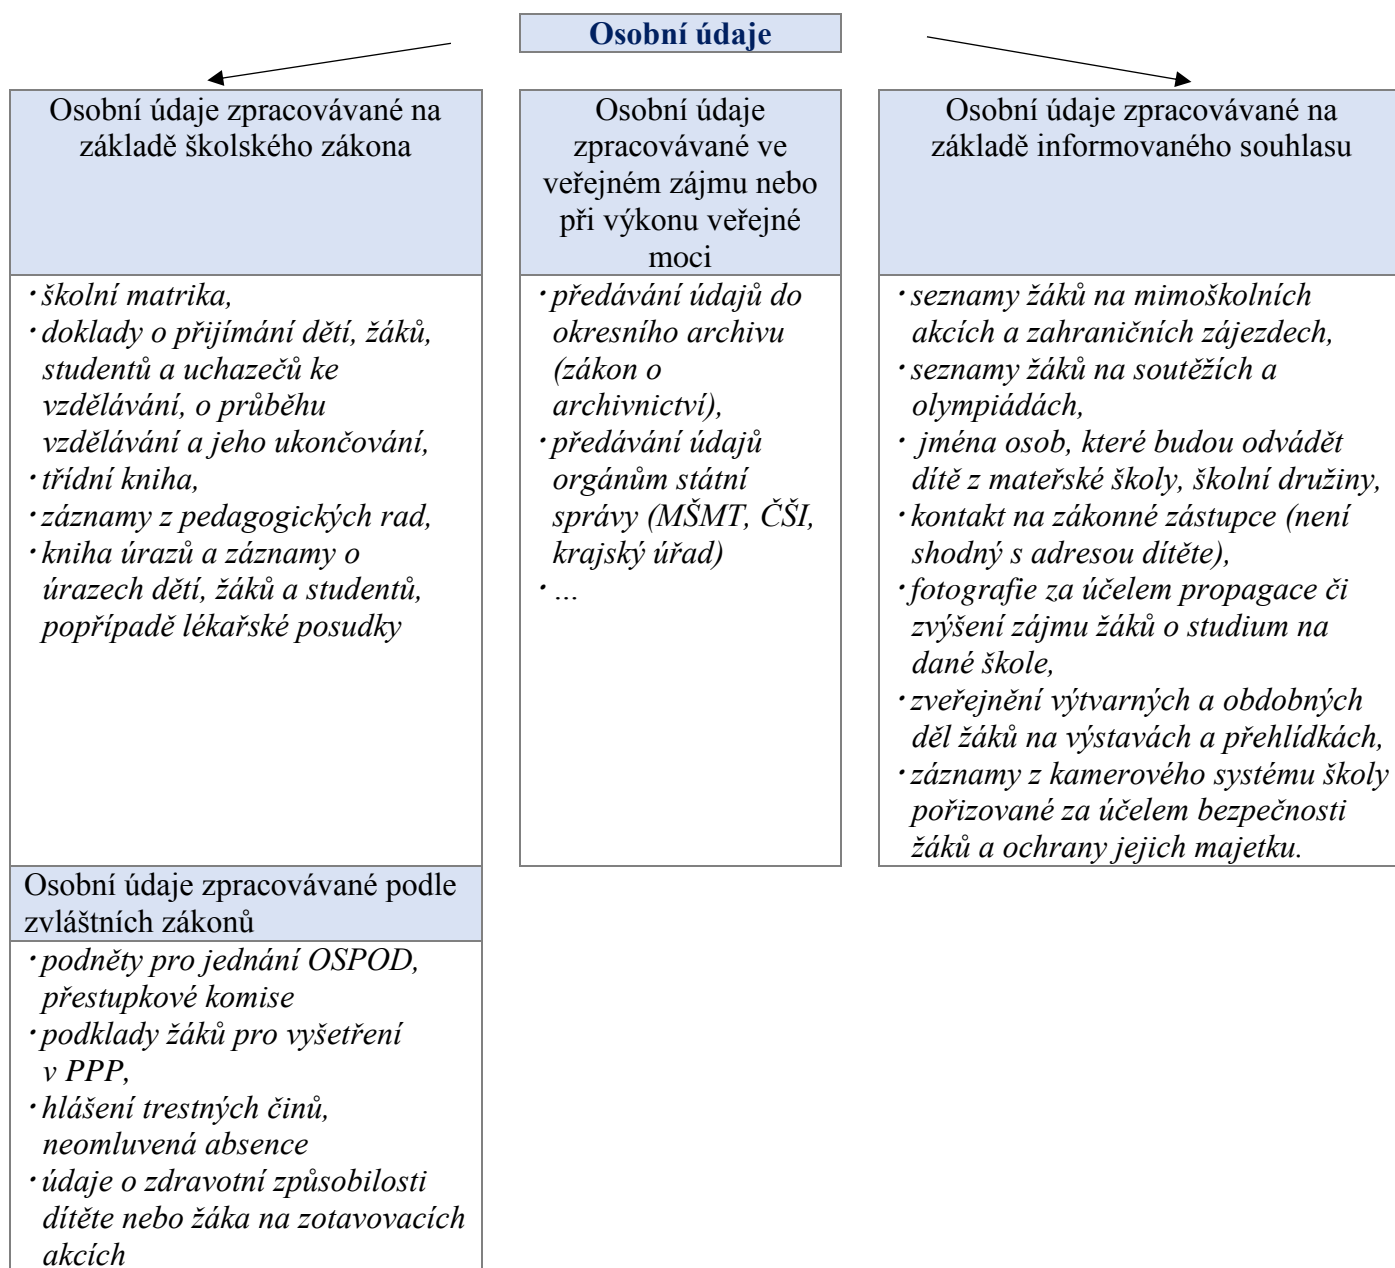 Osobní údaje
Osobní údaje zpracovávané na
základě školského zákona
Osobní údaje
zpracovávané ve
veřejném zájmu nebo
při výkonu veřejné
moci
Osobní údaje zpracovávané na
základě informovaného souhlasu
· školní matrika,
· doklady o přijímání dětí, žáků,
studentů a uchazečů ke
vzdělávání, o průběhu
vzdělávání a jeho ukončování,
· třídní kniha,
· záznamy z pedagogických rad,
· kniha úrazů a záznamy o
úrazech dětí, žáků a studentů,
popřípadě lékařské posudky
· předávání údajů do
okresního archivu
(zákon o
archivnictví),
· předávání údajů
orgánům státní
správy (MŠMT, ČŠI,
krajský úřad)
· …
· seznamy žáků na mimoškolních
akcích a zahraničních zájezdech,
· seznamy žáků na soutěžích a
olympiádách,
· jména osob, které budou odvádět
dítě z mateřské školy, školní družiny,
· kontakt na zákonné zástupce (není
shodný s adresou dítěte),
· fotografie za účelem propagace či
zvýšení zájmu žáků o studium na
dané škole,
· zveřejnění výtvarných a obdobných
děl žáků na výstavách a přehlídkách,
· záznamy z kamerového systému školy
pořizované za účelem bezpečnosti
žáků a ochrany jejich majetku.
Osobní údaje zpracovávané podle
zvláštních zákonů
· podněty pro jednání OSPOD,
přestupkové komise
· podklady žáků pro vyšetření
v PPP,
· hlášení trestných činů,
neomluvená absence
· údaje o zdravotní způsobilosti
dítěte nebo žáka na zotavovacích
akcích